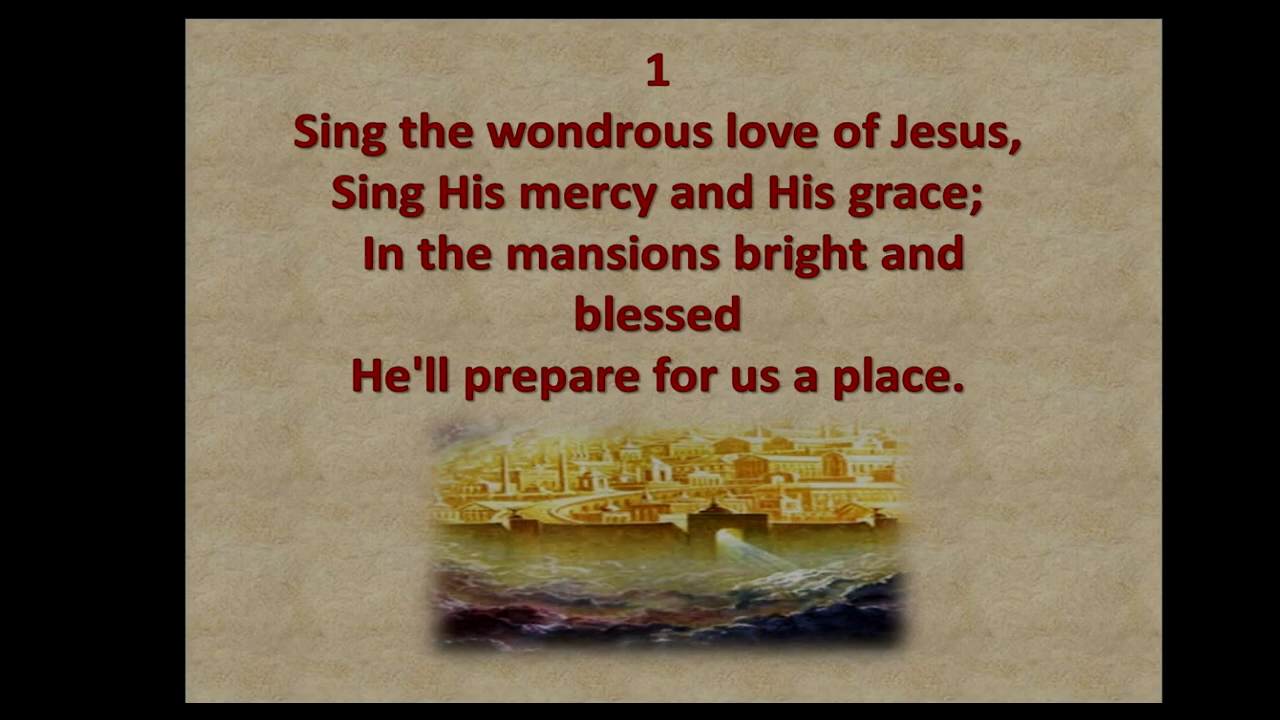 1
Sing the wondrous love of Jesus,
Sing His mercy and His grace;
In the mansions bright and
blessed
He'll prepare for us a place.